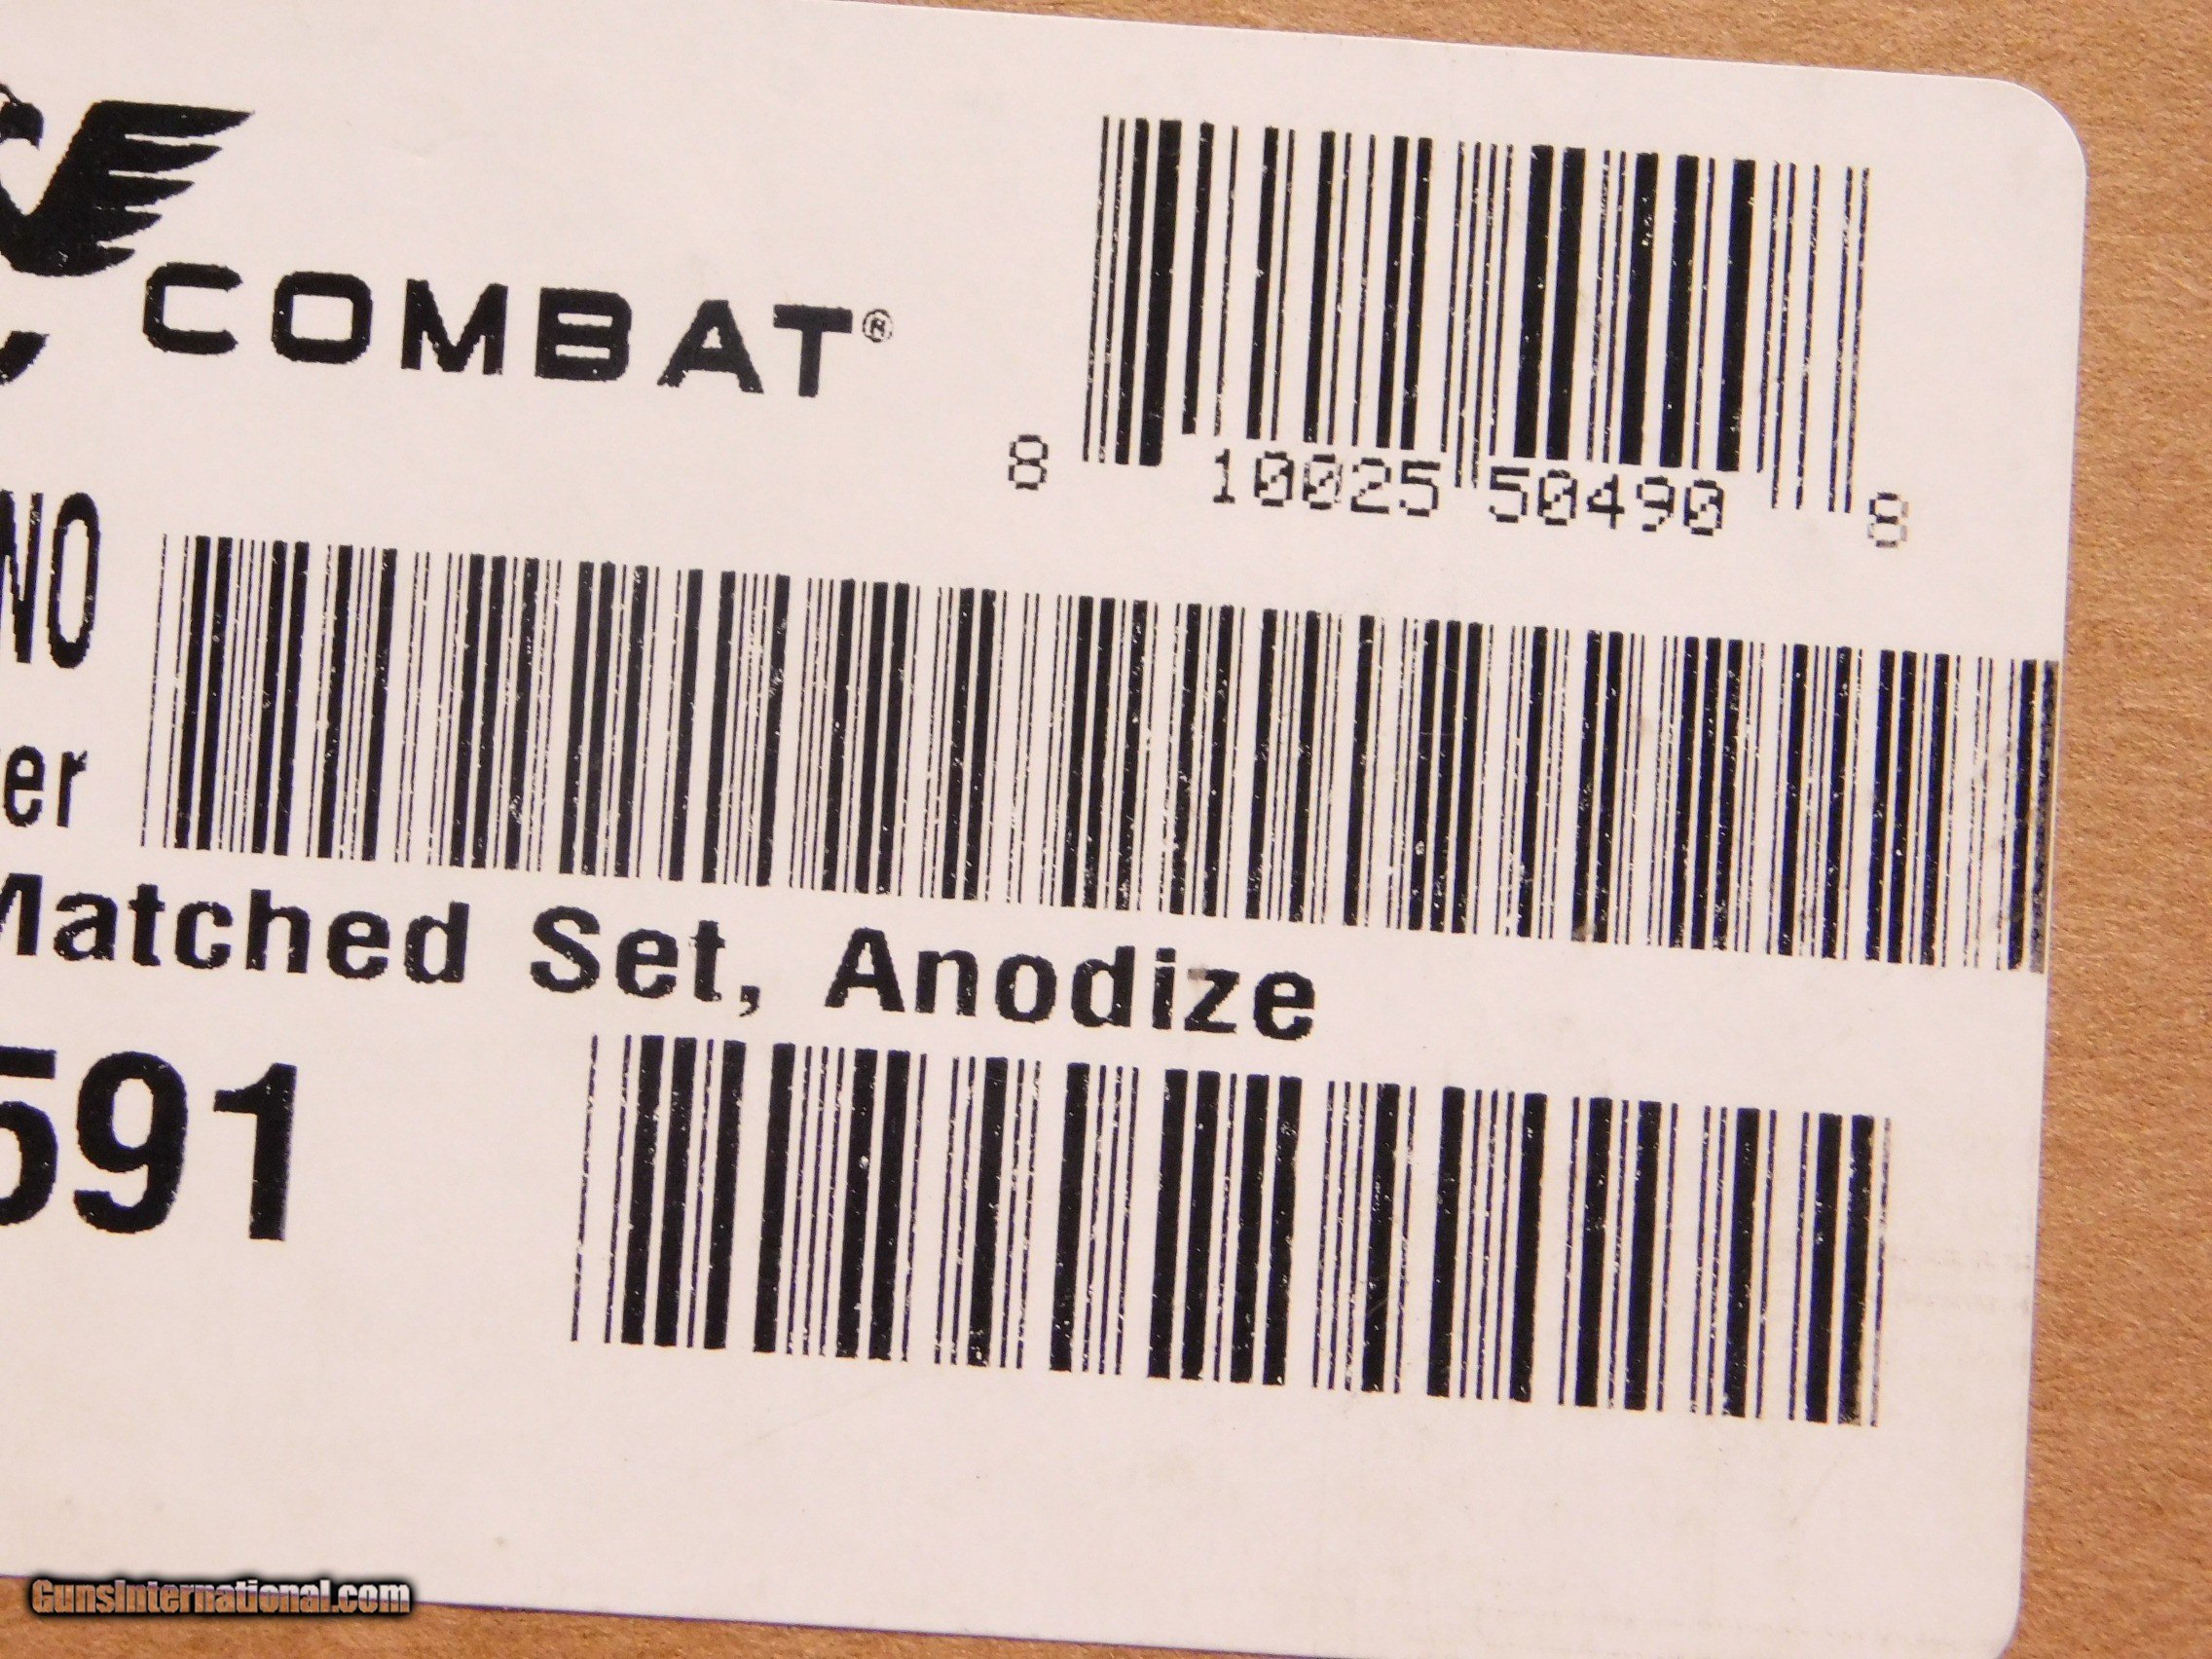 COMBAT®
8 10025 50490 8
NO
er
Matched Set, Anodize
591
GunsInternational.com